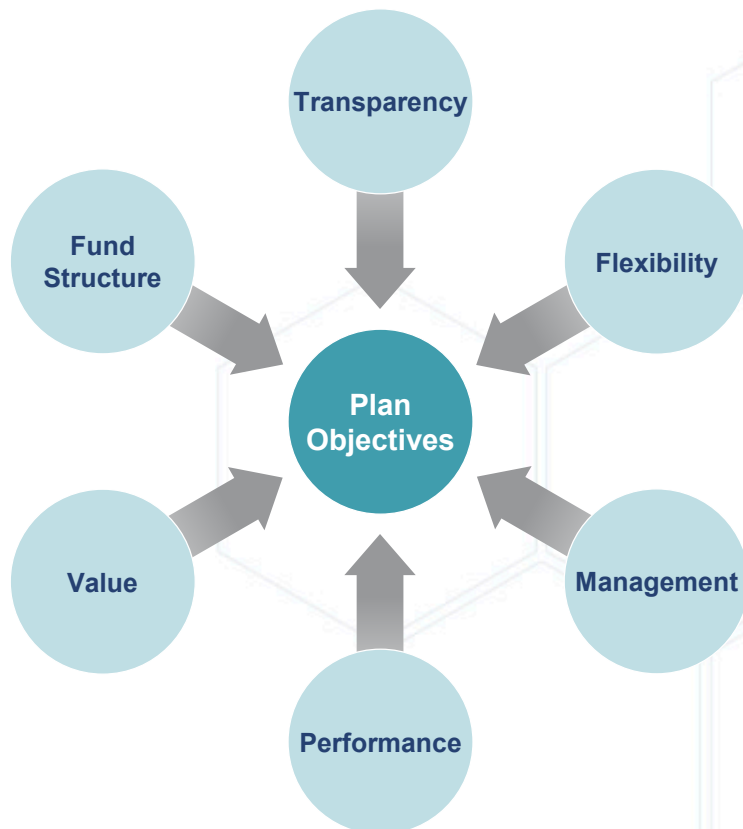 Transparency
Fund
Structure
Flexibility
Plan
Objectives
Value
Management
Performance